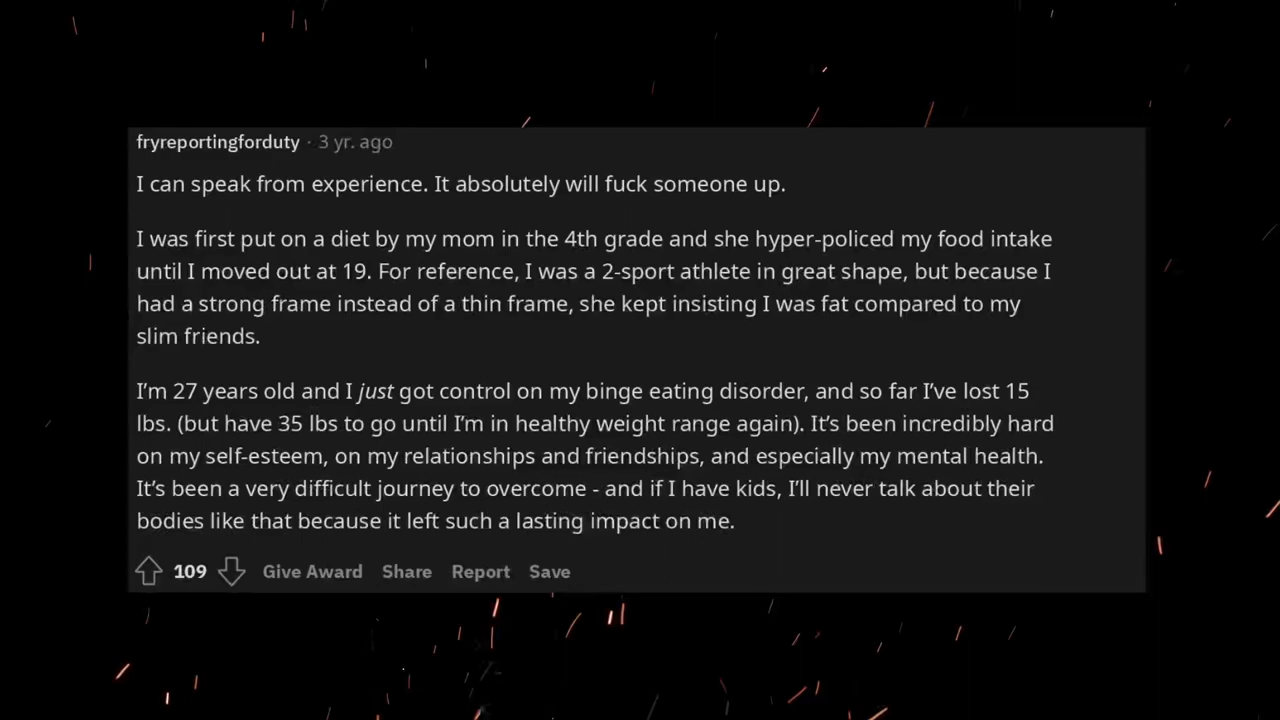 fryreportingforduty · 3 yr. ago
I can speak from experience. It absolutely will fuck someone up.
I was first put on a diet by my mom in the 4th grade and she hyper-policed my food intake
until I moved out at 19. For reference, I was a 2-sport athlete in great shape, but because I
had a strong frame instead of a thin frame, she kept insisting I was fat compared to my
slim friends.
I’m 27 years old and I just got control on my binge eating disorder, and so far I’ve lost 15
lbs. (but have 35 lbs to go until I’m in healthy weight range again). It’s been incredibly hard
on my self-esteem, on my relationships and friendships, and especially my mental health.
It’s been a very difficult journey to overcome - and if I have kids, I’ll never talk about their
bodies like that because it left such a lasting impact on me.
109 Give Award Share Report Save